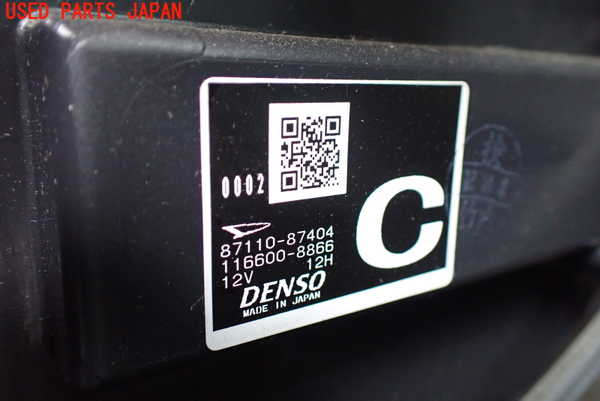 USED PARTS JAPAN
0002
C
87110-87404
116600-8866
12V 12H
DENSO
MADE IN JAPAN